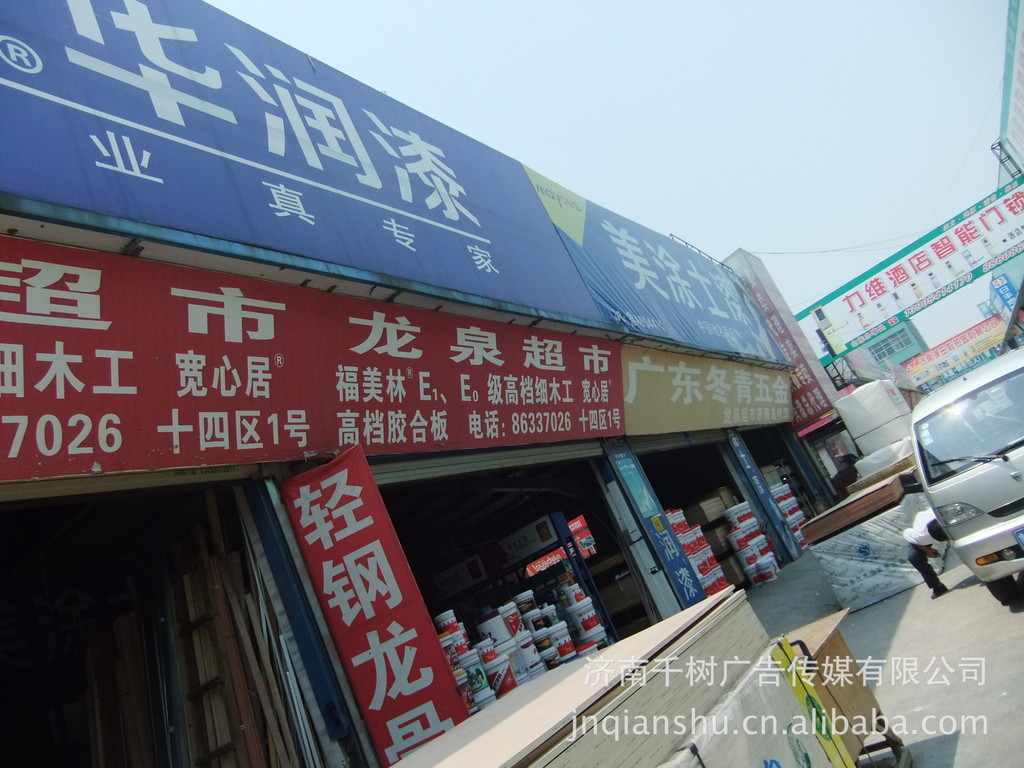 华润漆
®
业真专家
美涂士漆
超市
细木工 宽心居®
7026 十四区1号
龙泉超市
福美林® E₁、E₀级高档细木工 宽心居®
高档胶合板 电话:86337026 十四区1号
广东冬青五金
力维酒店智能门锁
轻钢龙骨
漆
济南千树广告传媒有限公司
jnqianshu.cn.alibaba.com